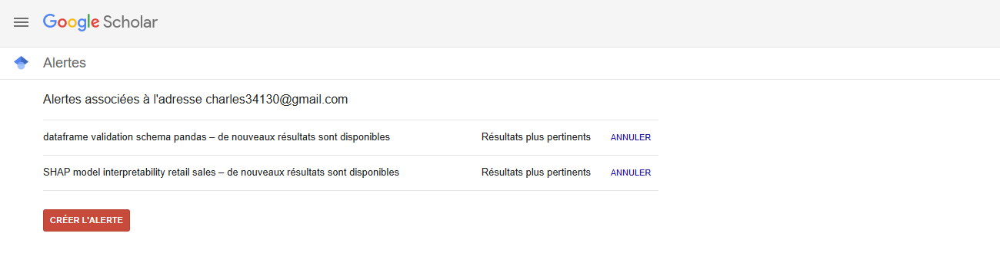 Google Scholar
Alertes
Alertes associées à l'adresse charles34130@gmail.com
dataframe validation schema pandas – de nouveaux résultats sont disponibles Résultats plus pertinents ANNULER
SHAP model interpretability retail sales – de nouveaux résultats sont disponibles Résultats plus pertinents ANNULER
CRÉER L'ALERTE